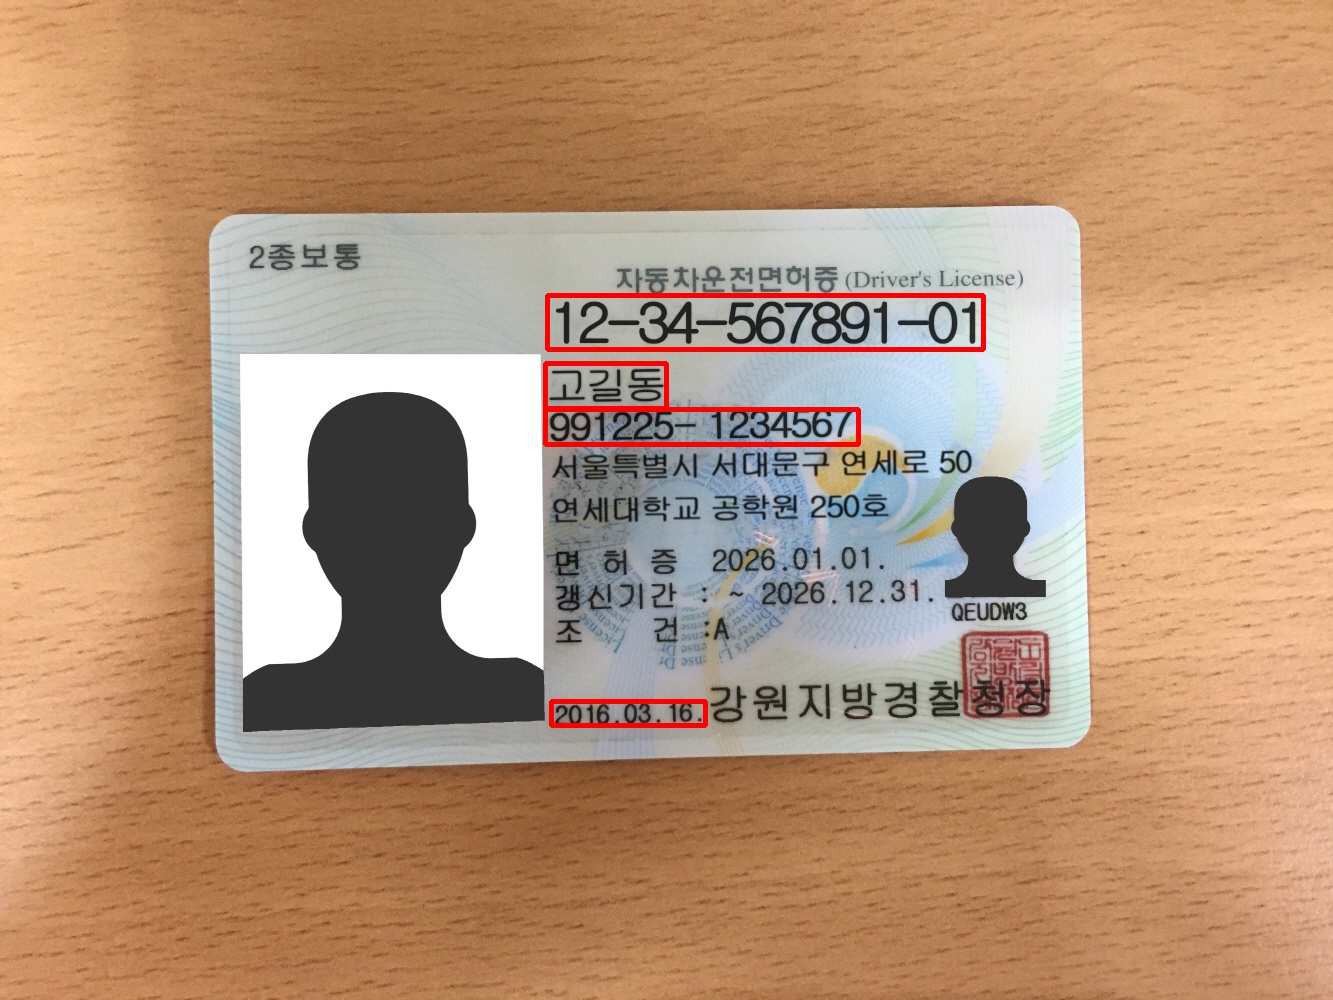 2종보통
자동차운전면허증 (Driver's License)
12-34-567891-01
고길동
991225- 1234567
서울특별시 서대문구 연세로 50
연세대학교 공학원 250호
면 허 증 2026.01.01.
갱신기간 : ~ 2026.12.31.
조 건 :A
QEUDW3
2016.03.16. 강원지방경찰청장